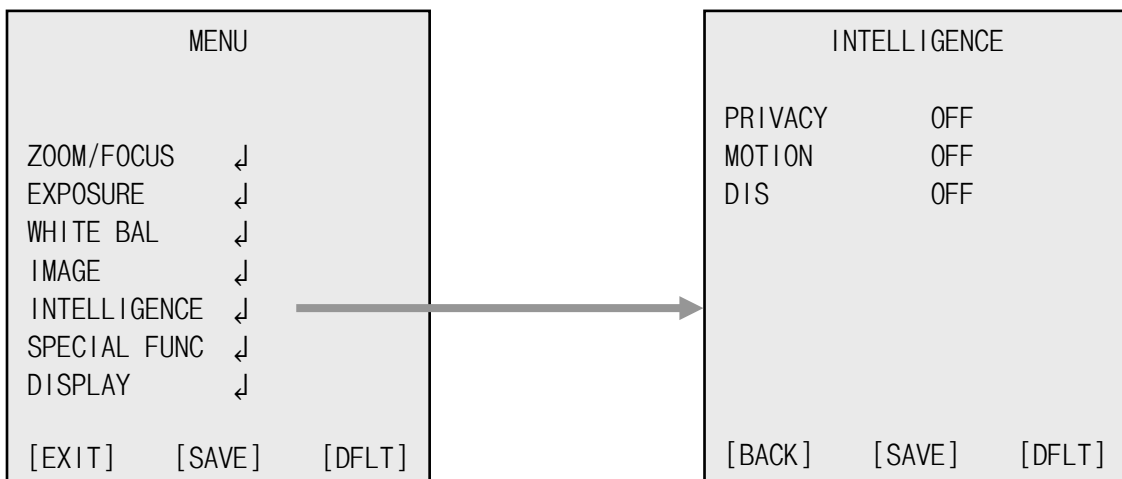 MENU
ZOOM/FOCUS ↲
EXPOSURE ↲
WHITE BAL ↲
IMAGE ↲
INTELLIGENCE ↲
SPECIAL FUNC ↲
DISPLAY ↲
[EXIT] [SAVE] [DFLT]
INTELLIGENCE
PRIVACY OFF
MOTION OFF
DIS OFF
[BACK] [SAVE] [DFLT]